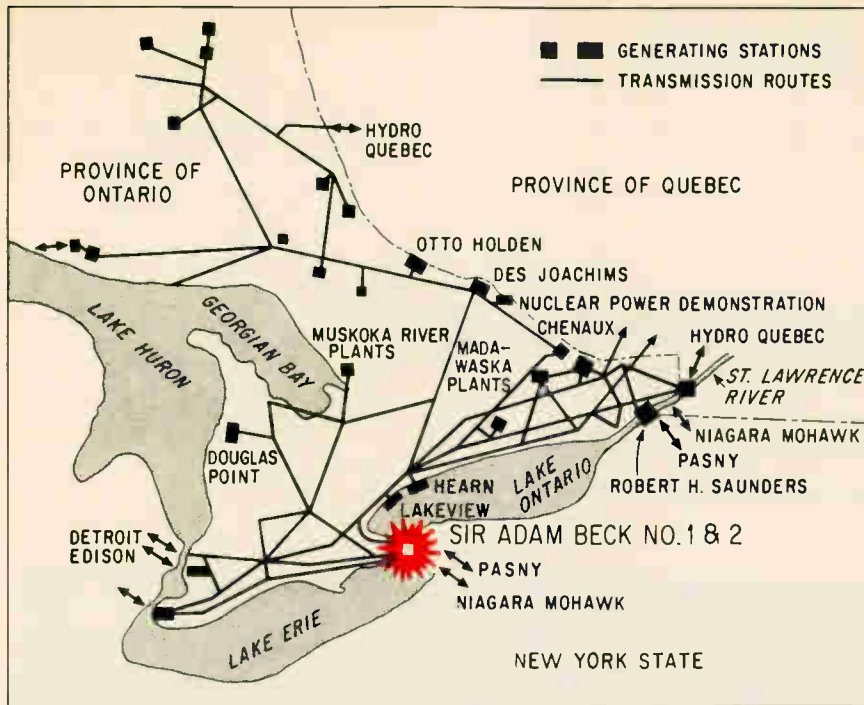 GENERATING STATIONS
TRANSMISSION ROUTES
HYDRO
QUEBEC
PROVINCE OF
ONTARIO
PROVINCE OF QUEBEC
OTTO HOLDEN
DES JOACHIMS
NUCLEAR POWER DEMONSTRATION
CHENAUX
HYDRO QUEBEC
LAKE HURON
GEORGIAN BAY
MUSKOKA RIVER
PLANTS
MADA-
WASKA
PLANTS
ST. LAWRENCE
RIVER
DOUGLAS
POINT
NIAGARA MOHAWK
PASNY
ROBERT H. SAUNDERS
HEARN
LAKEVIEW
LAKE
ONTARIO
SIR ADAM BECK NO. 1 & 2
DETROIT
EDISON
PASNY
NIAGARA MOHAWK
LAKE ERIE
NEW YORK STATE